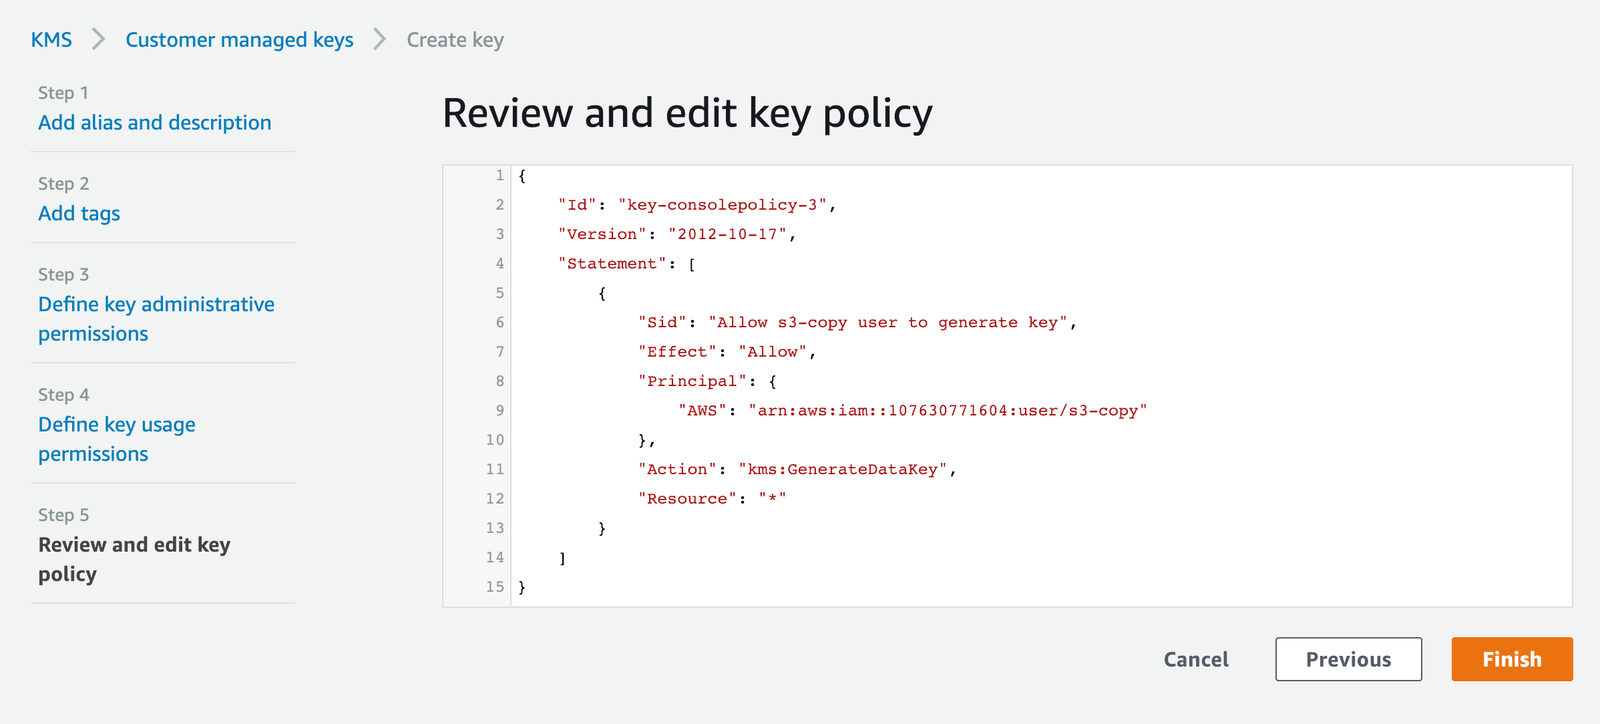 KMS > Customer managed keys > Create key
Step 1
Add alias and description
Step 2
Add tags
Step 3
Define key administrative
permissions
Step 4
Define key usage
permissions
Step 5
Review and edit key
policy
Review and edit key policy
1 {
2     "Id": "key-consolepolicy-3",
3     "Version": "2012-10-17",
4     "Statement": [
5         {
6             "Sid": "Allow s3-copy user to generate key",
7             "Effect": "Allow",
8             "Principal": {
9                 "AWS": "arn:aws:iam::107630771604:user/s3-copy"
10             },
11             "Action": "kms:GenerateDataKey",
12             "Resource": "*"
13         }
14     ]
15 }
Cancel Previous Finish